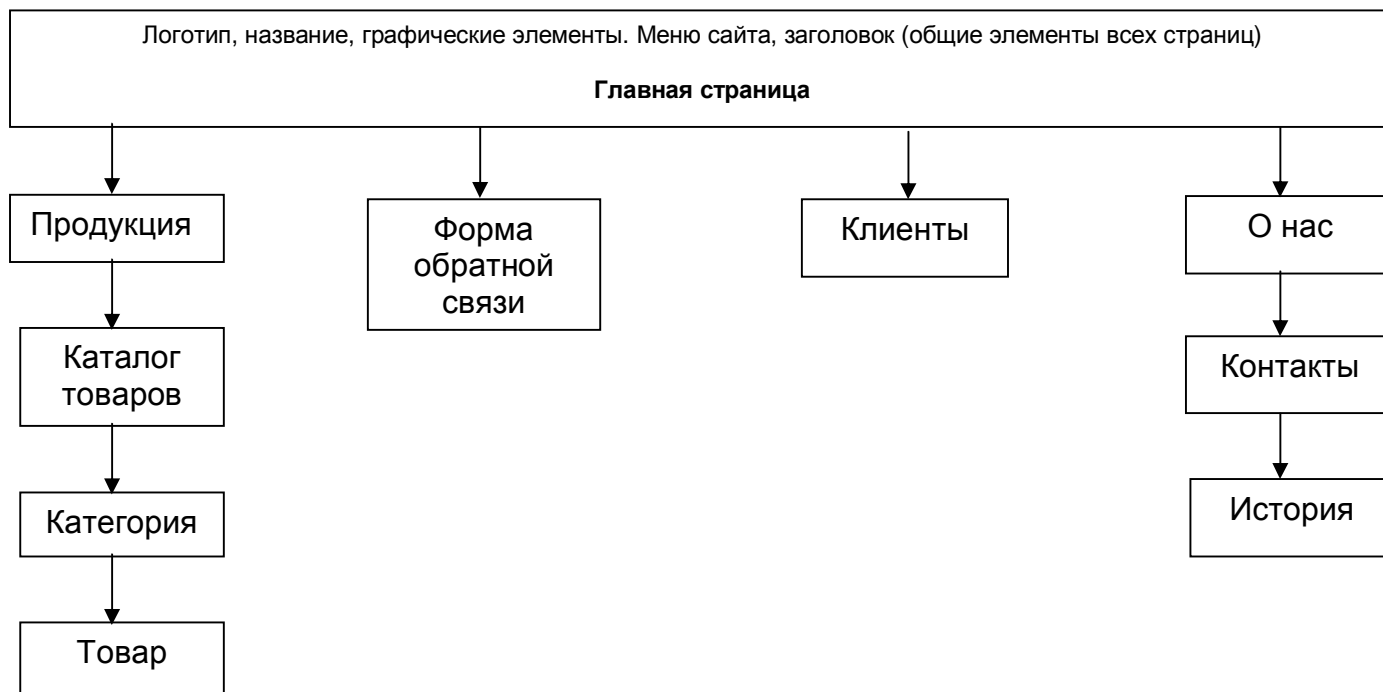 Логотип, название, графические элементы. Меню сайта, заголовок (общие элементы всех страниц)
Главная страница
Продукция
Форма
обратной
связи
Клиенты
О нас
Каталог
товаров
Контакты
Категория
История
Товар